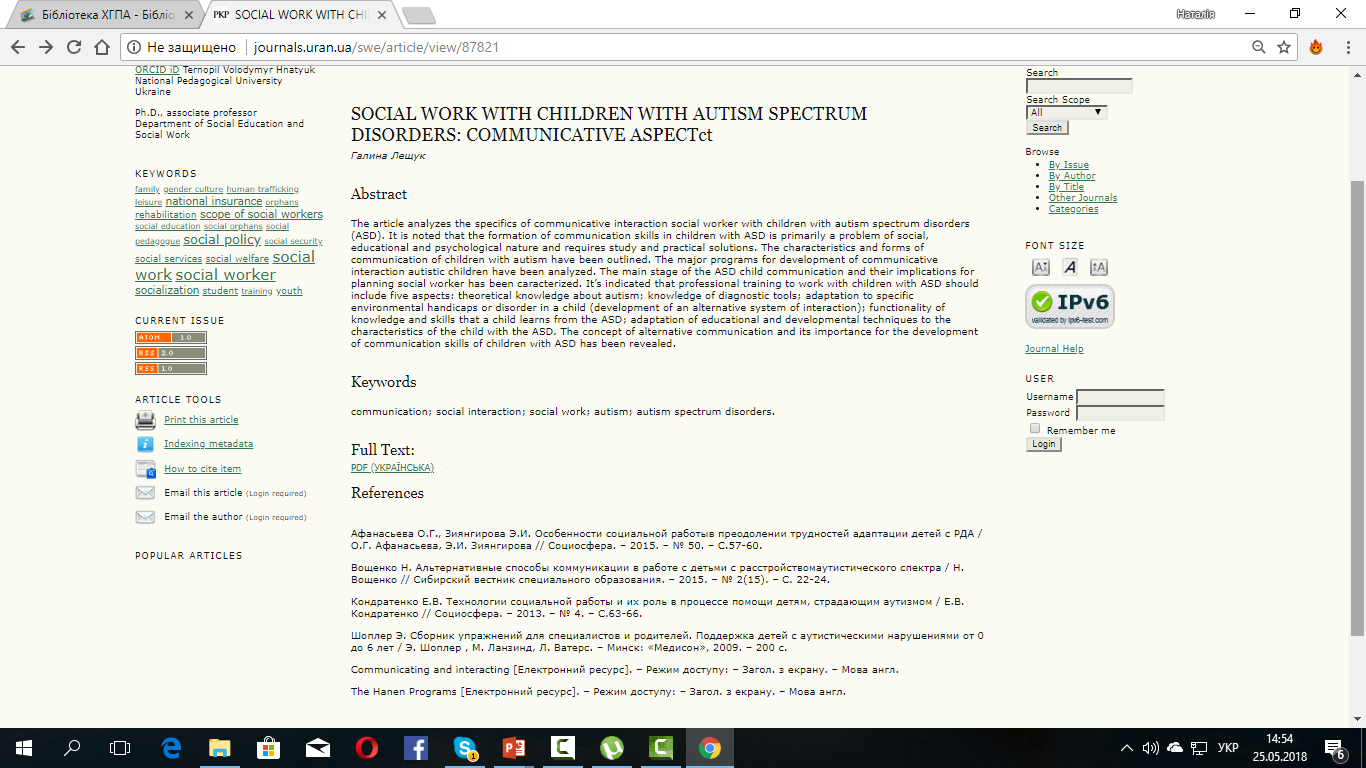 Бібліотека ХГПА - Бібліо
PKP SOCIAL WORK WITH CHI
Наталія
Не защищено
journals.uran.ua/swe/article/view/87821
ORCID iD Ternopil Volodymyr Hnatyuk
National Pedagogical University
Ukraine
Ph.D., associate professor
Department of Social Education and
Social Work
KEYWORDS
family gender culture human trafficking
leisure national insurance orphans
rehabilitation scope of social workers
social education social orphans social
pedagogue social policy social security
social services social welfare social
work social worker
socialization student training youth
CURRENT ISSUE
ATOM 1.0
RSS 2.0
RSS 1.0
ARTICLE TOOLS
Print this article
Indexing metadata
How to cite item
Email this article (Login required)
Email the author (Login required)
POPULAR ARTICLES
SOCIAL WORK WITH CHILDREN WITH AUTISM SPECTRUM
DISORDERS: COMMUNICATIVE ASPECTct
Галина Лещук
Abstract
The article analyzes the specifics of communicative interaction social worker with children with autism spectrum disorders
(ASD). It is noted that the formation of communication skills in children with ASD is primarily a problem of social,
educational and psychological nature and requires study and practical solutions. The characteristics and forms of
communication of children with autism have been outlined. The major programs for development of communicative
interaction autistic children have been analyzed. The main stage of the ASD child communication and their implications for
planning social worker has been caracterized. It's indicated that professional training to work with children with ASD should
include five aspects: theoretical knowledge about autism; knowledge of diagnostic tools; adaptation to specific
environmental handicaps or disorder in a child (development of an alternative system of interaction); functionality of
knowledge and skills that a child learns from the ASD; adaptation of educational and developmental techniques to the
characteristics of the child with the ASD. The concept of alternative communication and its importance for the development
of communication skills of children with ASD has been revealed.
Keywords
communication; social interaction; social work; autism; autism spectrum disorders.
Full Text:
PDF (УКРАЇНСЬКА)
References
Афанасьева О.Г., Зиянгирова Э.И. Особенности социальной работыв преодолении трудностей адаптации детей с РДА /
О.Г. Афанасьева, Э.И. Зиянгирова // Социосфера. – 2015. – № 50. – С.57-60.
Вощенко Н. Альтернативные способы коммуникации в работе с детьми с расстройствомаутистического спектра / Н.
Вощенко // Сибирский вестник специального образования. – 2015. – № 2(15). – С. 22-24.
Кондратенко Е.В. Технологии социальной работы и их роль в процессе помощи детям, страдающим аутизмом / Е.В.
Кондратенко // Социосфера. – 2013. – № 4. – С.63-66.
Шоплер Э. Сборник упражнений для специалистов и родителей. Поддержка детей с аутистическими нарушениями от 0
до 6 лет / Э. Шоплер , М. Ланзинд, Л. Ватерс. – Минск: «Медисон», 2009. – 200 с.
Communicating and interacting [Електронний ресурс]. – Режим доступу: – Загол. з екрану. – Мова англ.
The Hanen Programs [Електронний ресурс]. – Режим доступу: – Загол. з екрану. – Мова англ.
Search
Search Scope
All
Search
Browse
By Issue
By Author
By Title
Other Journals
Categories
FONT SIZE
A A A
IPv6
validated by ipv6-test.com
Journal Help
USER
Username
Password
Remember me
Login
УКР
14:54
25.05.2018
6
1